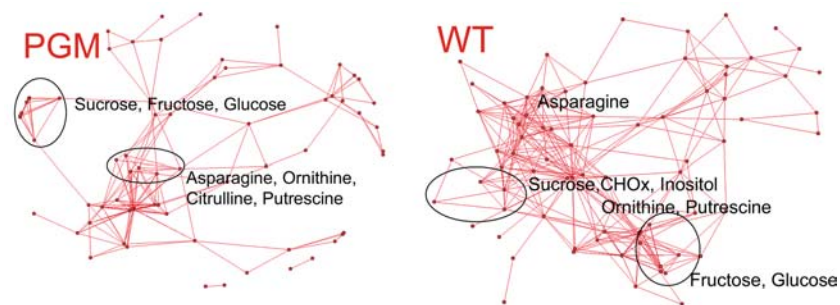 PGM
Sucrose, Fructose, Glucose
Asparagine, Ornithine,
Citrulline, Putrescine
WT
Asparagine
Sucrose,CHOx, Inositol
Ornithine, Putrescine
Fructose, Glucose